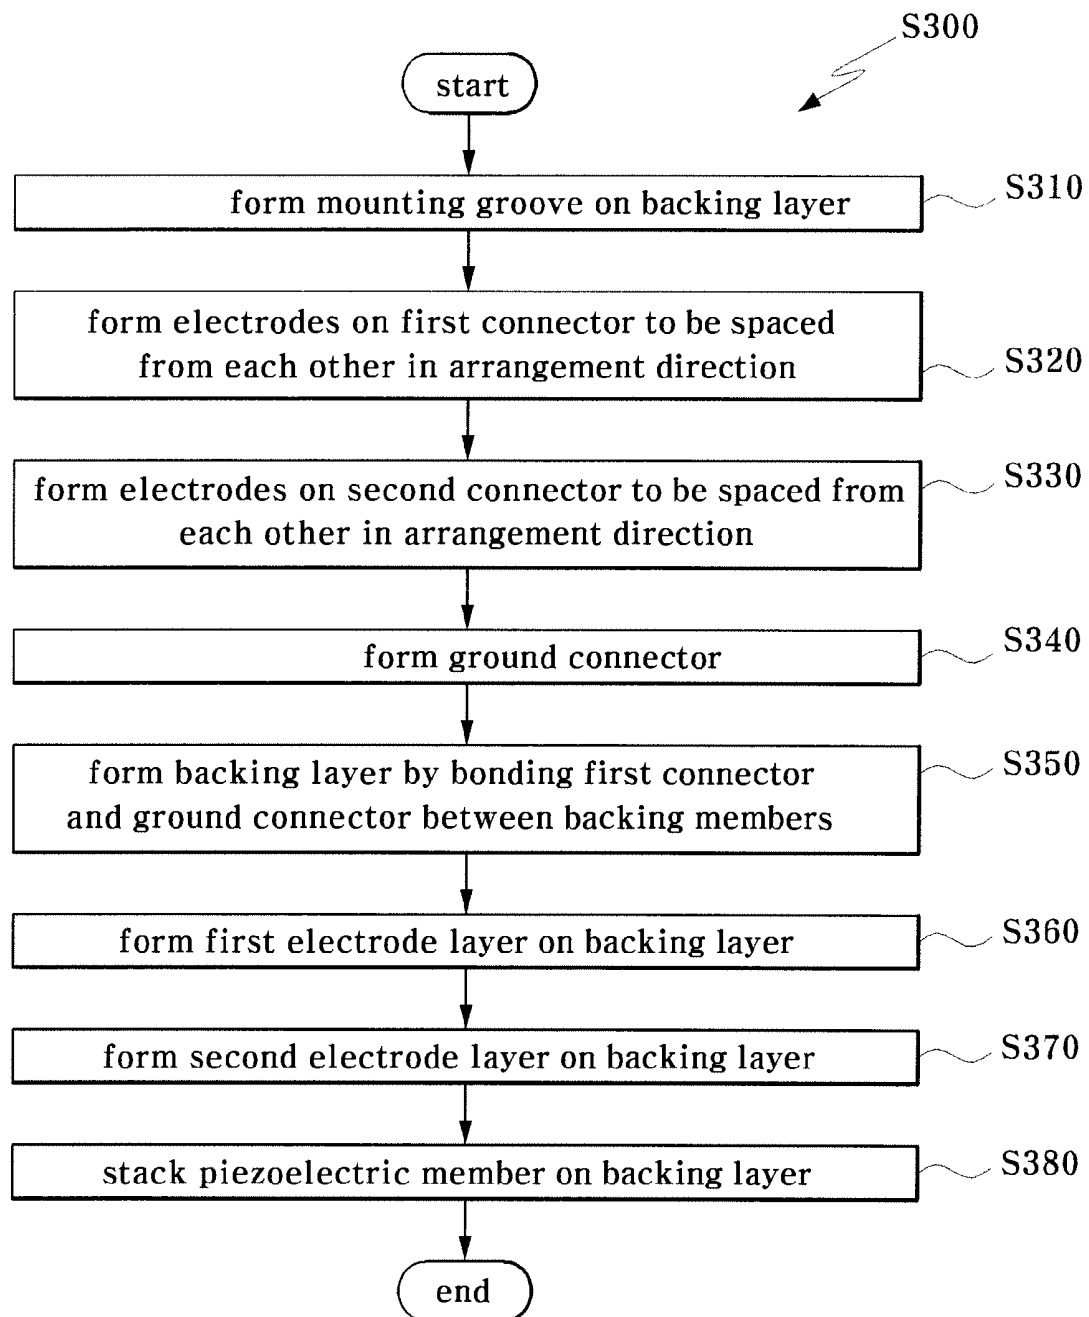 S300
start
form mounting groove on backing layer
S310
form electrodes on first connector to be spaced
from each other in arrangement direction
S320
form electrodes on second connector to be spaced from
each other in arrangement direction
S330
form ground connector
S340
form backing layer by bonding first connector
and ground connector between backing members
S350
form first electrode layer on backing layer
S360
form second electrode layer on backing layer
S370
stack piezoelectric member on backing layer
S380
end